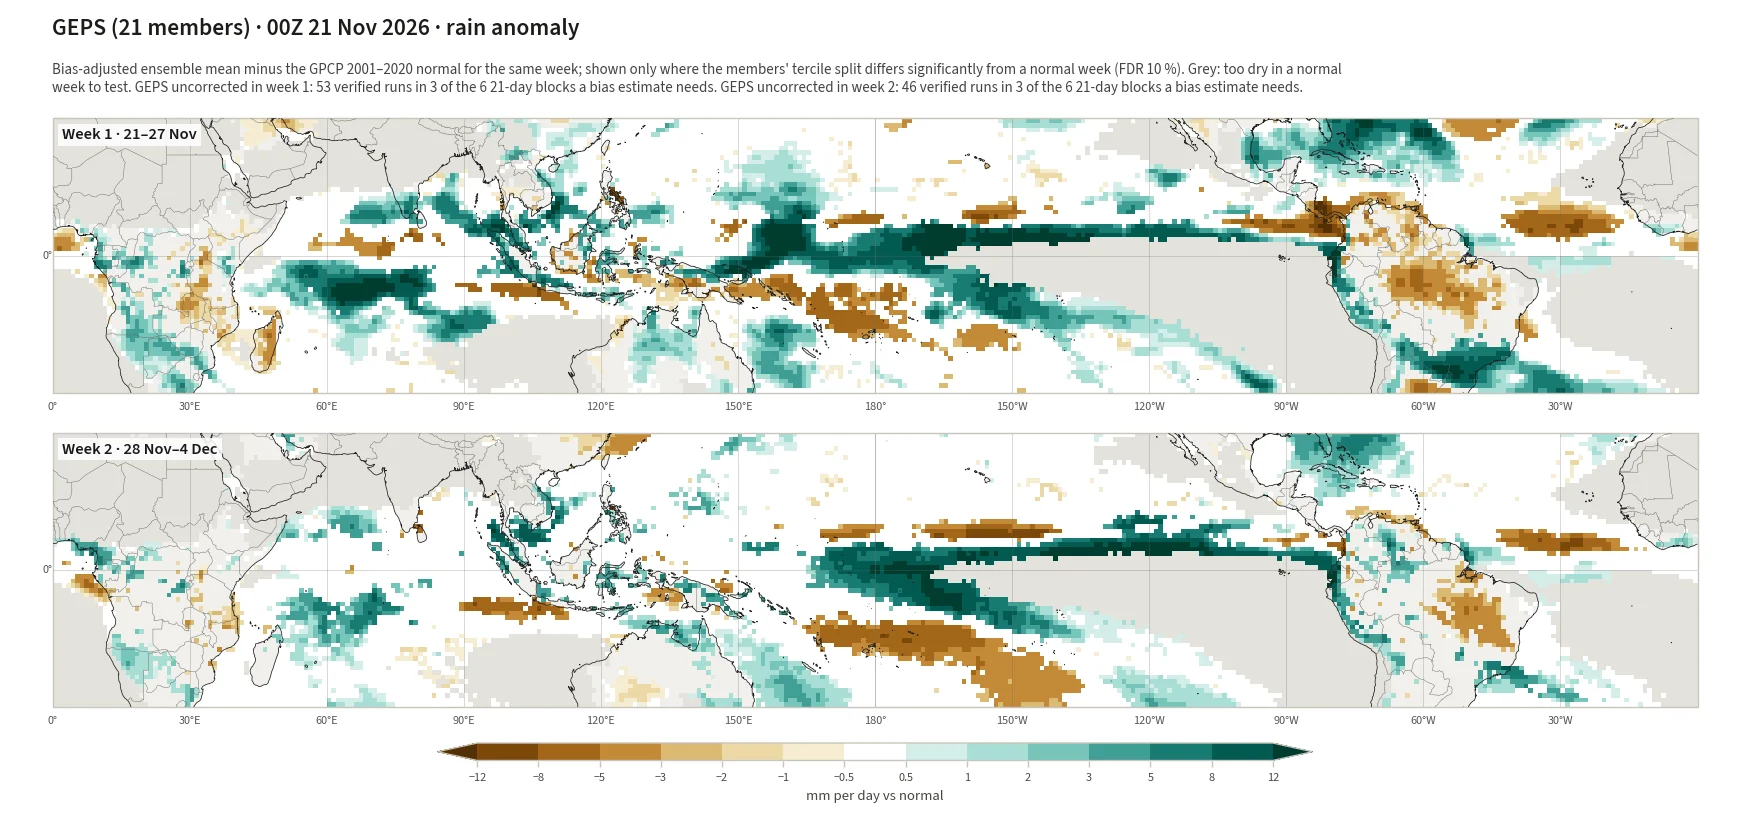 GEPS (21 members) · 00Z 21 Nov 2026 · rain anomaly
Bias-adjusted ensemble mean minus the GPCP 2001–2020 normal for the same week; shown only where the members' tercile split differs significantly from a normal week (FDR 10 %). Grey: too dry in a normal
week to test. GEPS uncorrected in week 1: 53 verified runs in 3 of the 6 21-day blocks a bias estimate needs. GEPS uncorrected in week 2: 46 verified runs in 3 of the 6 21-day blocks a bias estimate needs.
Week 1 · 21–27 Nov
0°
0° 30°E 60°E 90°E 120°E 150°E 180° 150°W 120°W 90°W 60°W 30°W
Week 2 · 28 Nov–4 Dec
0°
0° 30°E 60°E 90°E 120°E 150°E 180° 150°W 120°W 90°W 60°W 30°W
−12 −8 −5 −3 −2 −1 −0.5 0.5 1 2 3 5 8 12
mm per day vs normal